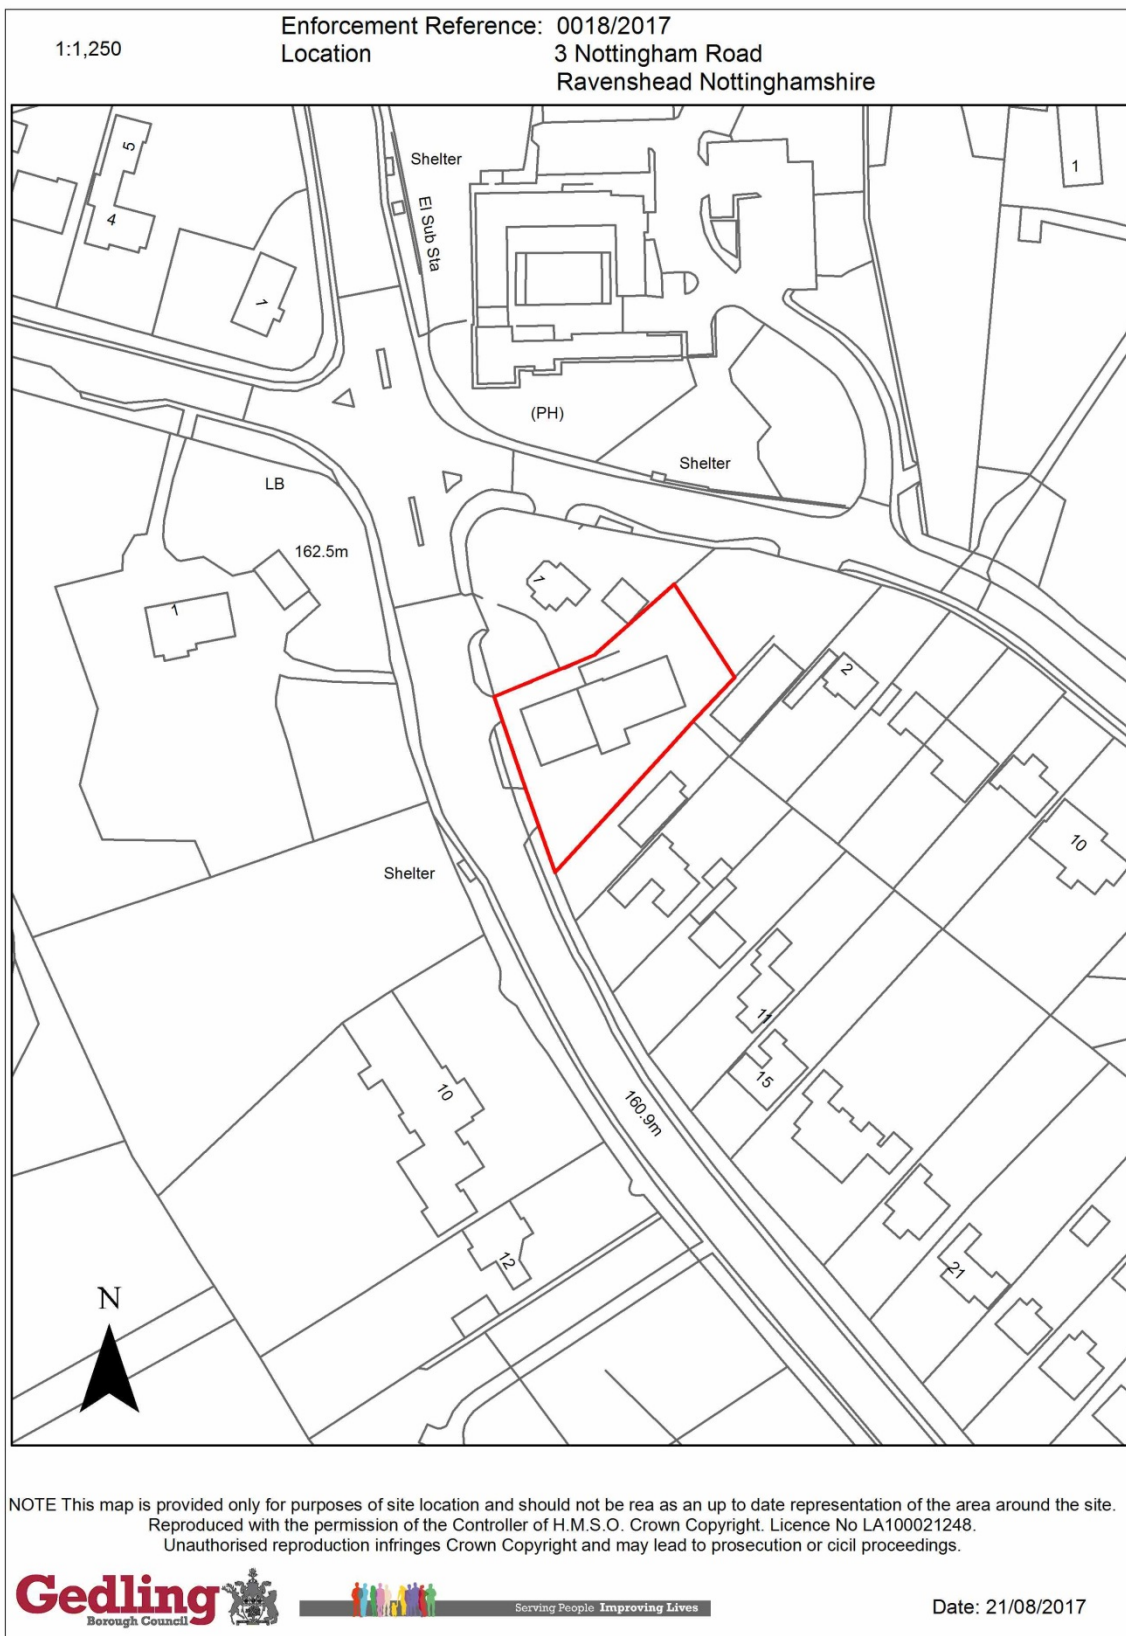 1:1,250
Enforcement Reference: 0018/2017
Location 3 Nottingham Road
Ravenshead Nottinghamshire
5
4
1
Shelter
El Sub Sta
1
(PH)
Shelter
LB
162.5m
1
1
2
10
Shelter
11
15
10
160.9m
12
21
N
NOTE This map is provided only for purposes of site location and should not be rea as an up to date representation of the area around the site.
Reproduced with the permission of the Controller of H.M.S.O. Crown Copyright. Licence No LA100021248.
Unauthorised reproduction infringes Crown Copyright and may lead to prosecution or cicil proceedings.
Gedling
Borough Council
Serving People Improving Lives
Date: 21/08/2017